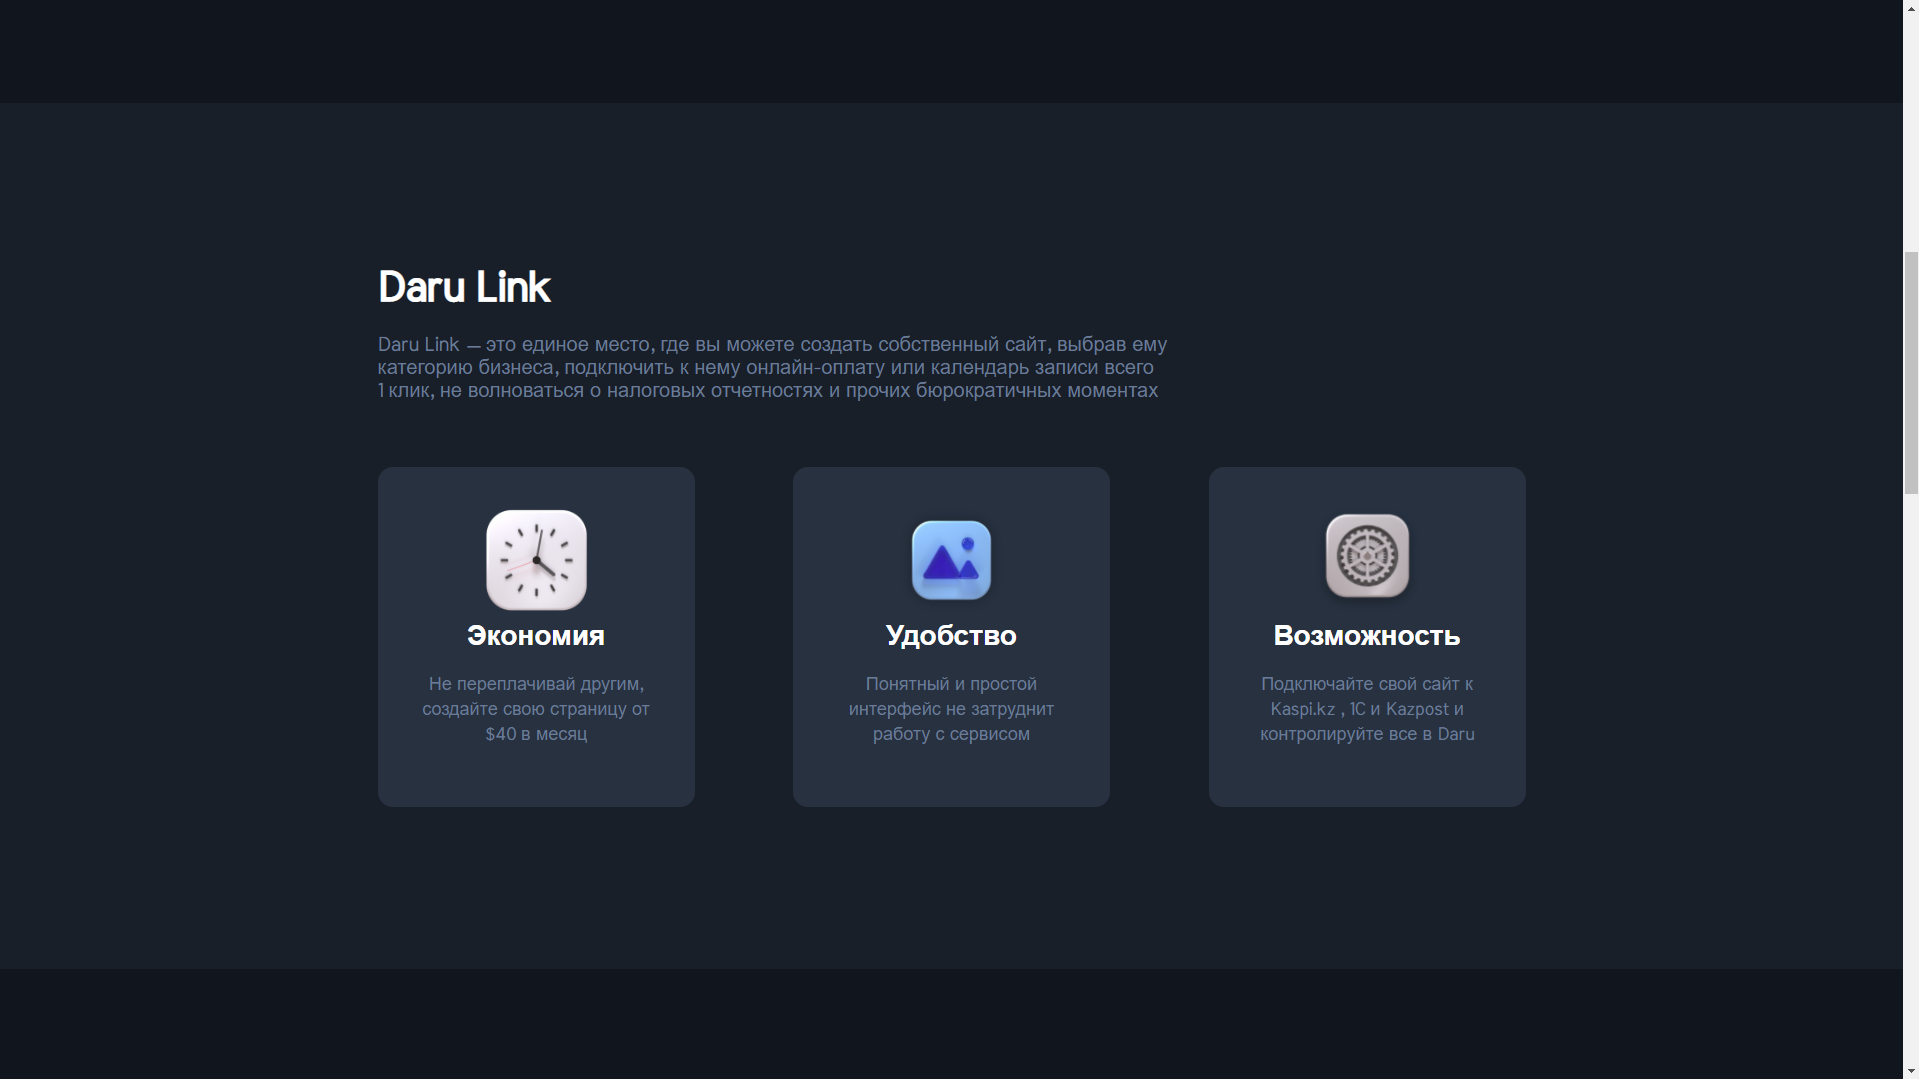 Daru Link
Daru Link — это единое место, где вы можете создать собственный сайт, выбрав ему
категорию бизнеса, подключить к нему онлайн-оплату или календарь записи всего
1 клик, не волноваться о налоговых отчетностях и прочих бюрократичных моментах
Экономия
Не переплачивай другим,
создайте свою страницу от
$40 в месяц
Удобство
Понятный и простой
интерфейс не затруднит
работу с сервисом
Возможность
Подключайте свой сайт к
Kaspi.kz , 1C и Kazpost и
контролируйте все в Daru